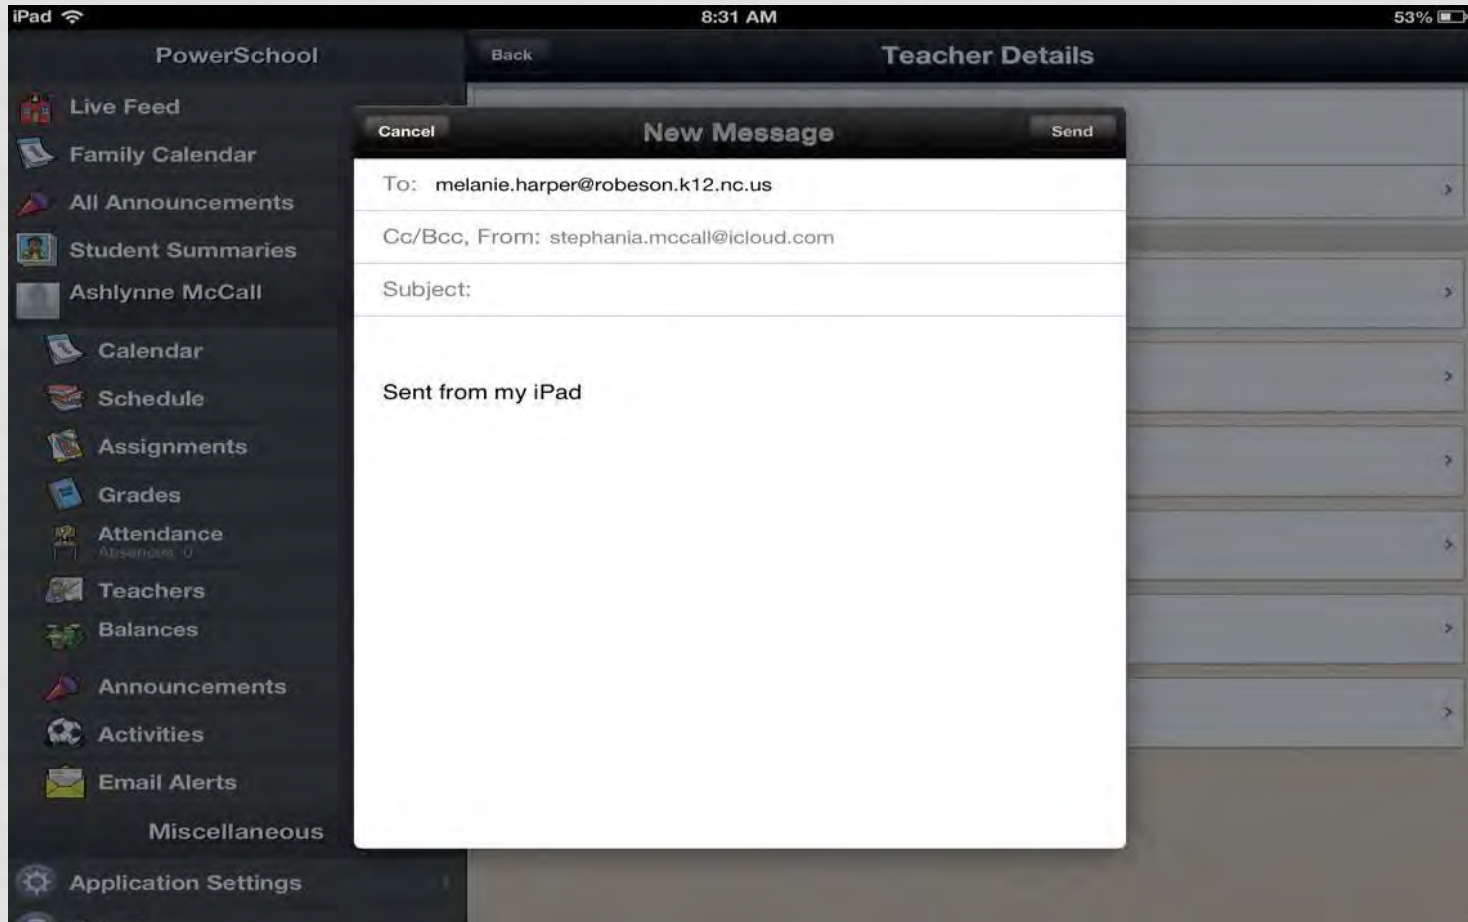 iPad 8:31 AM 53%
PowerSchool
Back Teacher Details
Live Feed
Family Calendar
All Announcements
Student Summaries
Ashlynne McCall
Calendar
Schedule
Assignments
Grades
Attendance
Absences: 0
Teachers
Balances
Announcements
Activities
Email Alerts
Miscellaneous
Application Settings
Cancel New Message Send
To: melanie.harper@robeson.k12.nc.us
Cc/Bcc, From: stephania.mccall@icloud.com
Subject:
Sent from my iPad